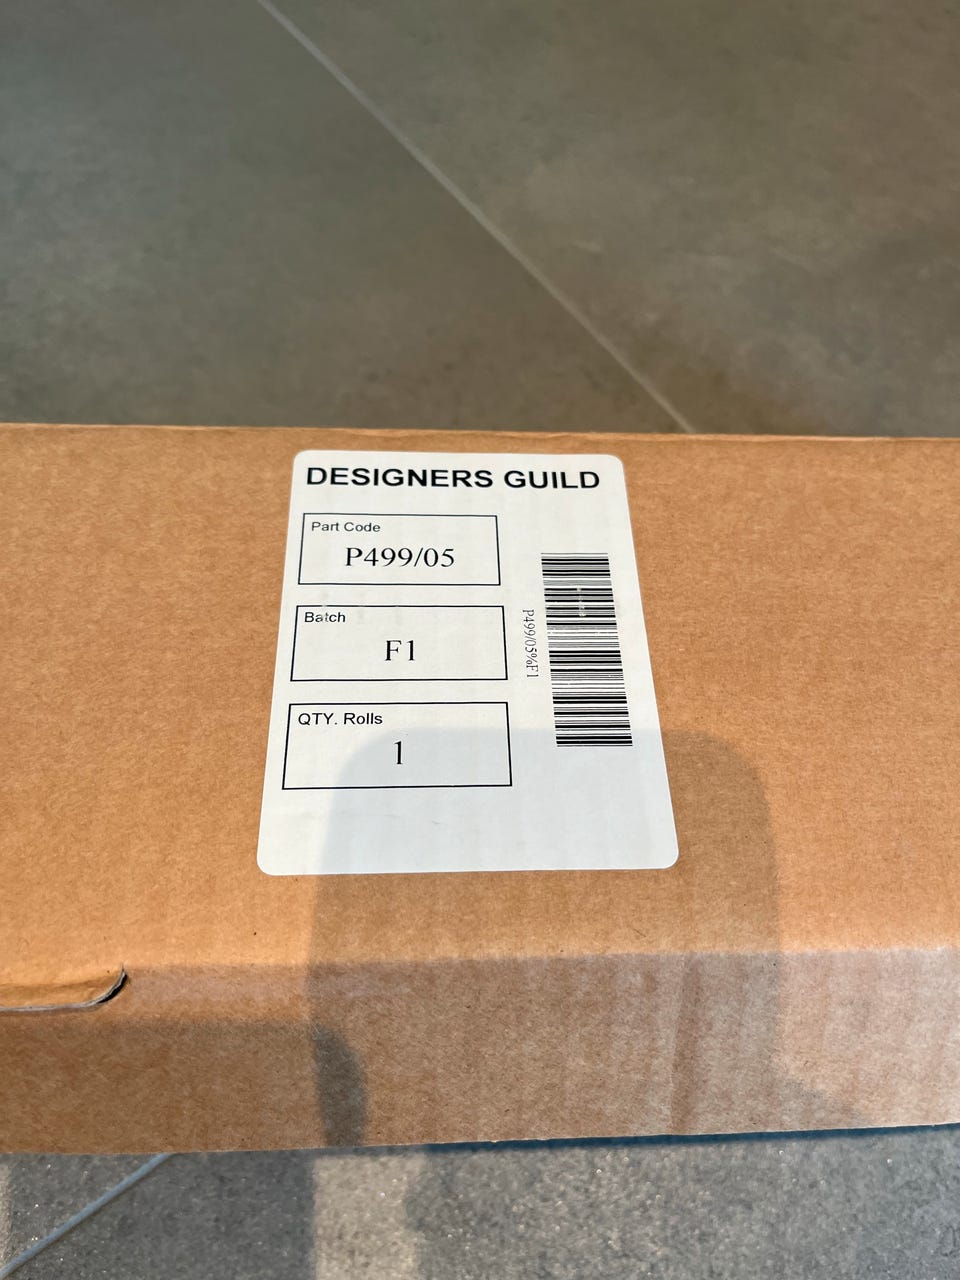 DESIGNERS GUILD
Part Code
P499/05
Batch
F1
QTY. Rolls
1
P499/05%F1